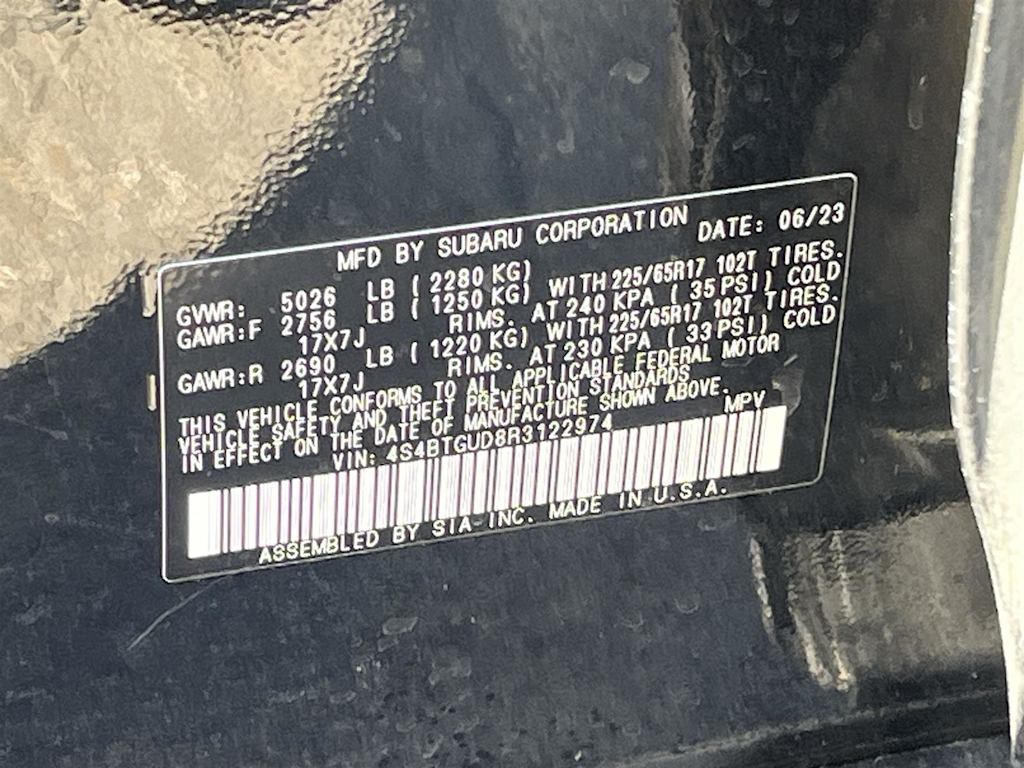 MFD BY SUBARU CORPORATION DATE: 06/23
GVWR: 5026 LB ( 2280 KG)
GAWR:F 2756 LB ( 1250 KG) WITH 225/65R17 102T TIRES.
17X7J RIMS. AT 240 KPA ( 35 PSI) COLD
GAWR:R 2690 LB ( 1220 KG) WITH 225/65R17 102T TIRES.
17X7J RIMS. AT 230 KPA ( 33 PSI) COLD
THIS VEHICLE CONFORMS TO ALL APPLICABLE FEDERAL MOTOR
VEHICLE SAFETY AND THEFT PREVENTION STANDARDS
IN EFFECT ON THE DATE OF MANUFACTURE SHOWN ABOVE.
VIN: 4S4BTGUD8R3122974 MPV
ASSEMBLED BY SIA-INC. MADE IN U.S.A.